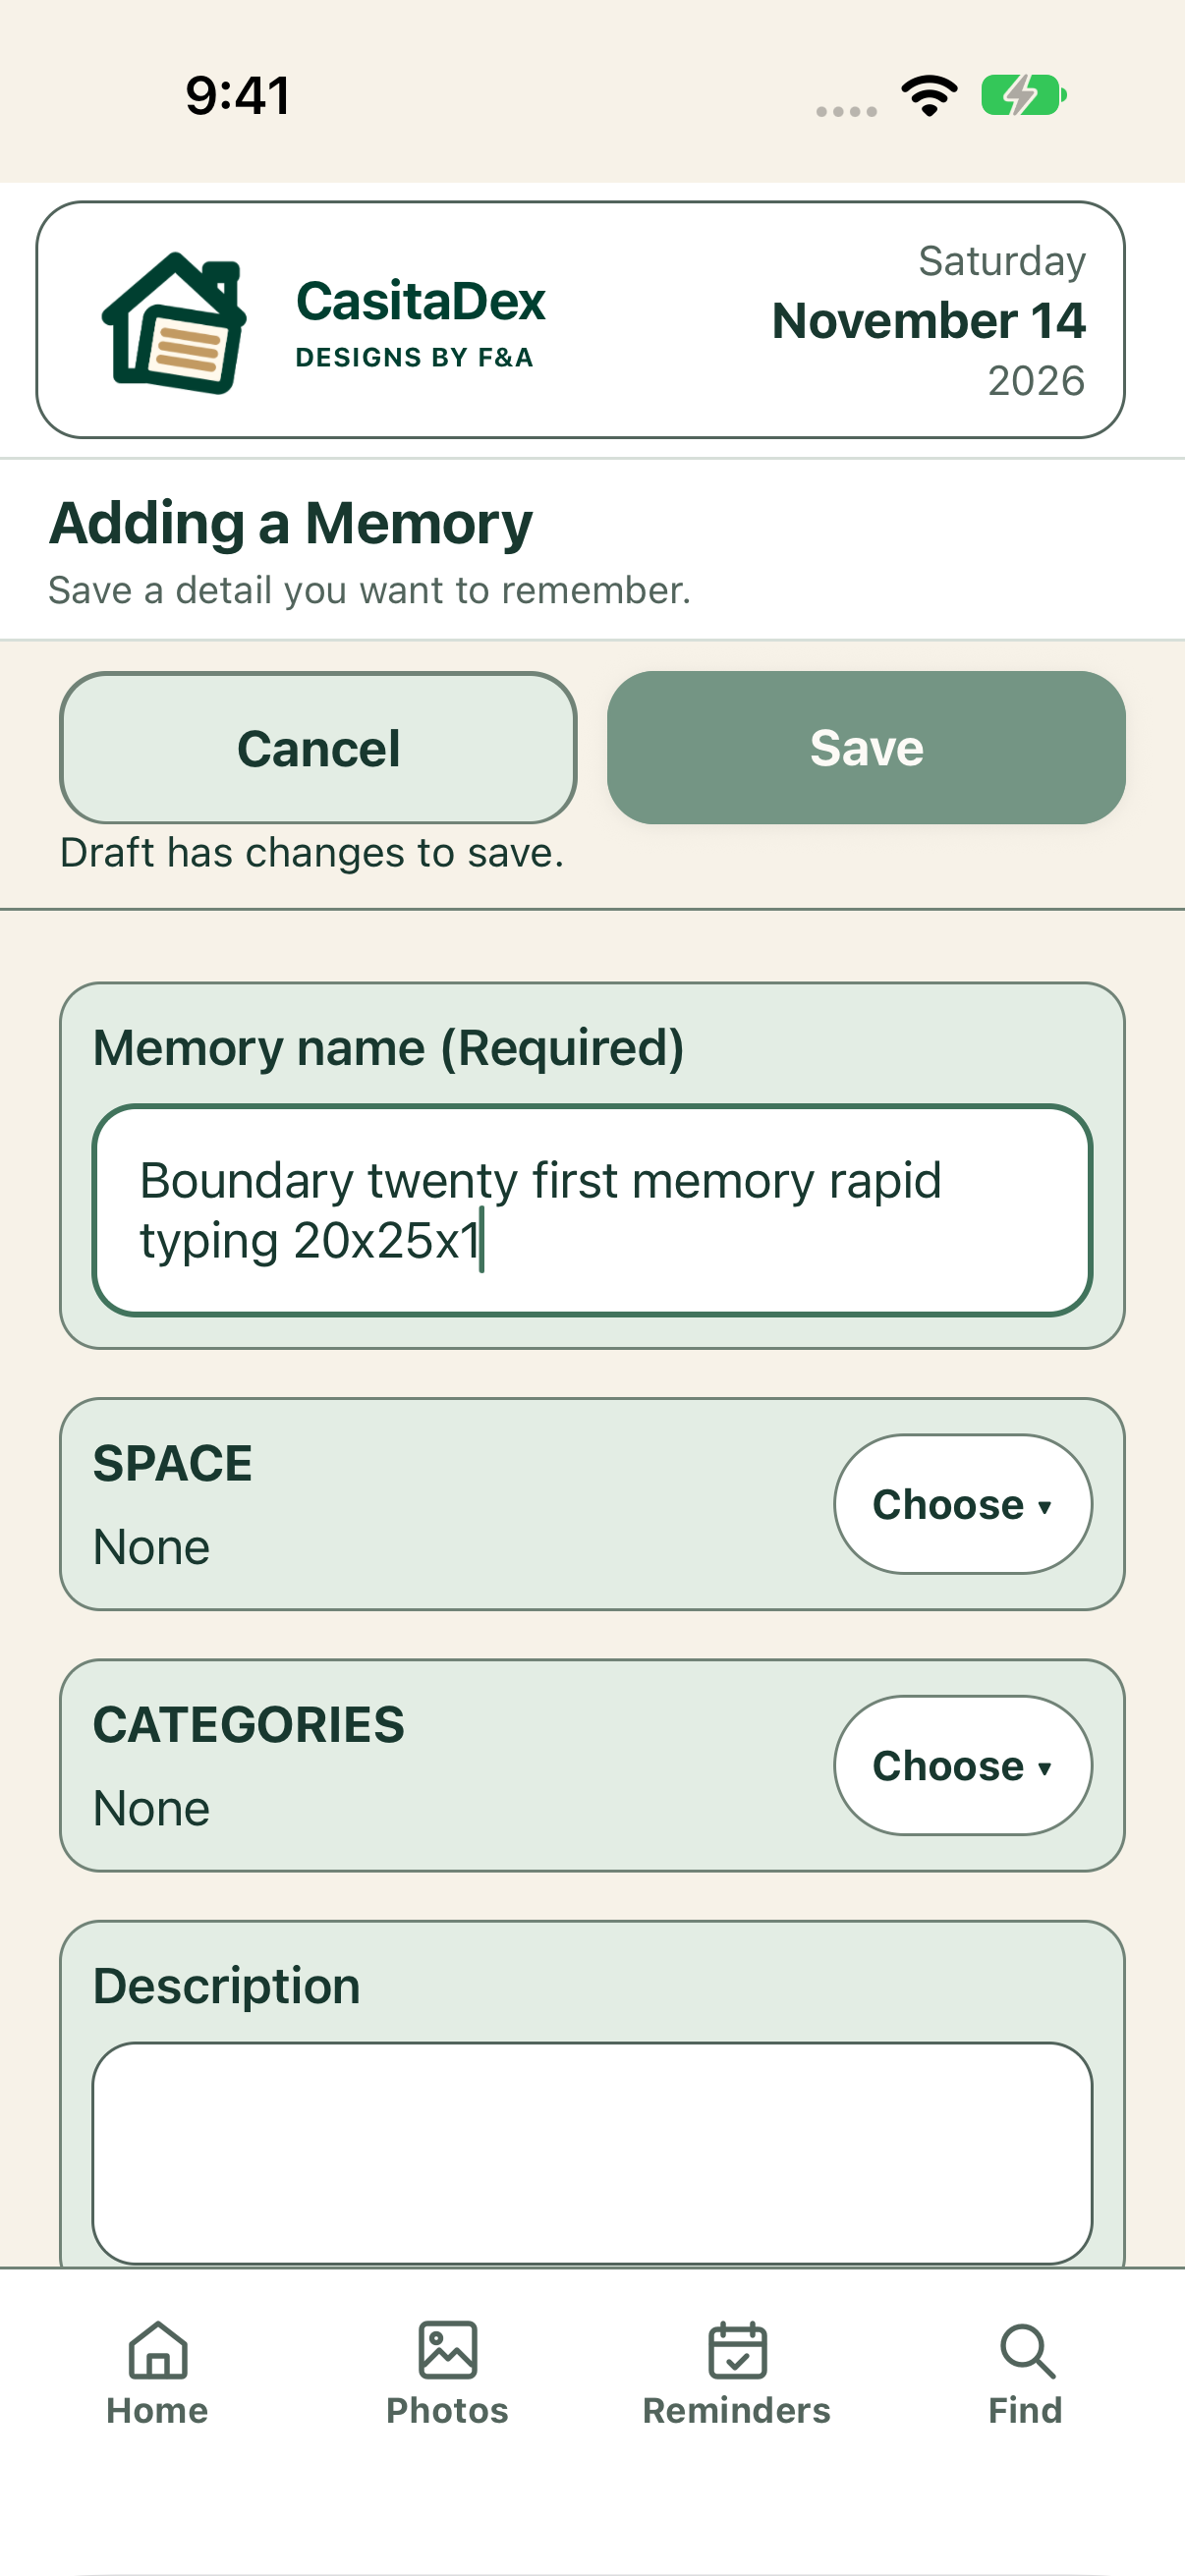 9:41
CasitaDex
DESIGNS BY F&A
Saturday
November 14
2026
Adding a Memory
Save a detail you want to remember.
Cancel
Save
Draft has changes to save.
Memory name (Required)
Boundary twenty first memory rapid
typing 20x25x1
SPACE
None
Choose ▾
CATEGORIES
None
Choose ▾
Description
Home
Photos
Reminders
Find